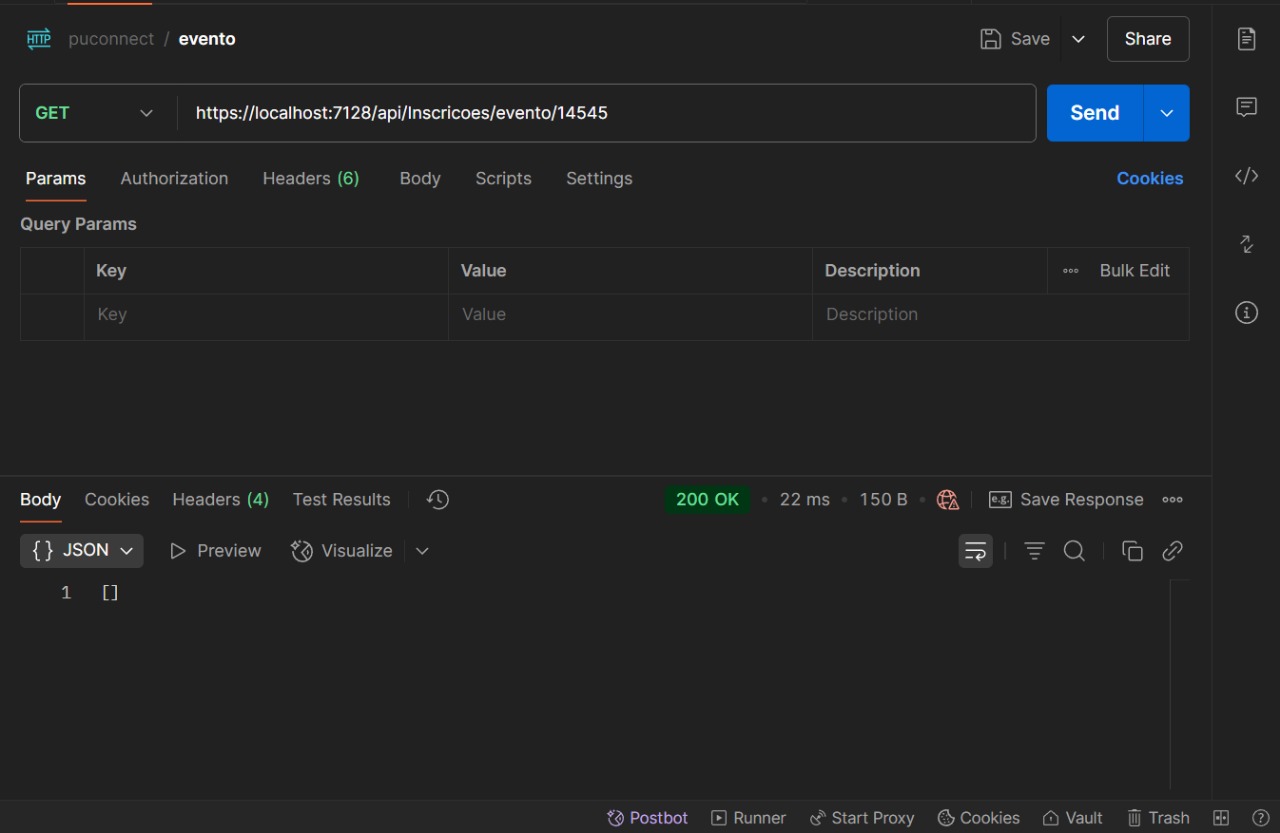 HTTP puconnect / evento Save Share
GET https://localhost:7128/api/Inscricoes/evento/14545 Send
Params Authorization Headers (6) Body Scripts Settings Cookies
Query Params
Key Value Description Bulk Edit
Key Value Description
Body Cookies Headers (4) Test Results 200 OK • 22 ms • 150 B • e.g. Save Response
{} JSON Preview Visualize
1 []
Postbot Runner Start Proxy Cookies Vault Trash